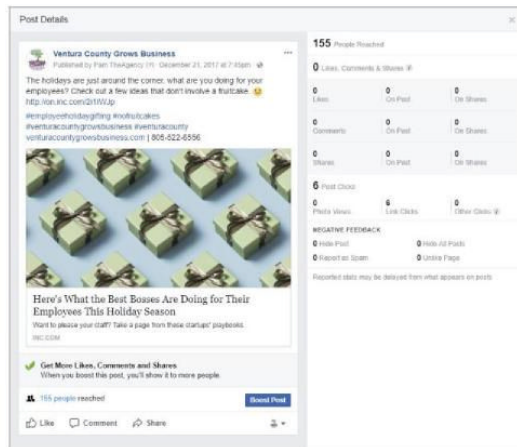 Post Details
Ventura County Grows Business
Published by Pam TheAgency Fri · December 21, 2017 at 7:45pm
The holidays are just around the corner, what are you doing for your
employees? Check out a few ideas that don't involve a fruitcake.
#employeeholidaygifting #nofruitcakes
#venturacountygrowsbusiness #venturacounty
venturacountygrowsbusiness.com |
Here's What the Best Bosses Are Doing for Their
Employees This Holiday Season
Want to please your staff? Take a page from these startups' playbooks.
INC.COM
Get More Likes, Comments and Shares
When you boost this post, you'll show it to more people.
155 people reached
Boost Post
Like Comment Share
155 People Reached
0 Likes, Comments & Shares
0 0 0
Likes On Post On Shares
0 0 0
Comments On Post On Shares
0 0 0
Shares On Post On Shares
6 Post Clicks
0 6 0
Photo Views Link Clicks Other Clicks
NEGATIVE FEEDBACK
0 Hide Post 0 Hide All Posts
0 Report as Spam 0 Unlike Page
Reported stats may be delayed from what appears on posts